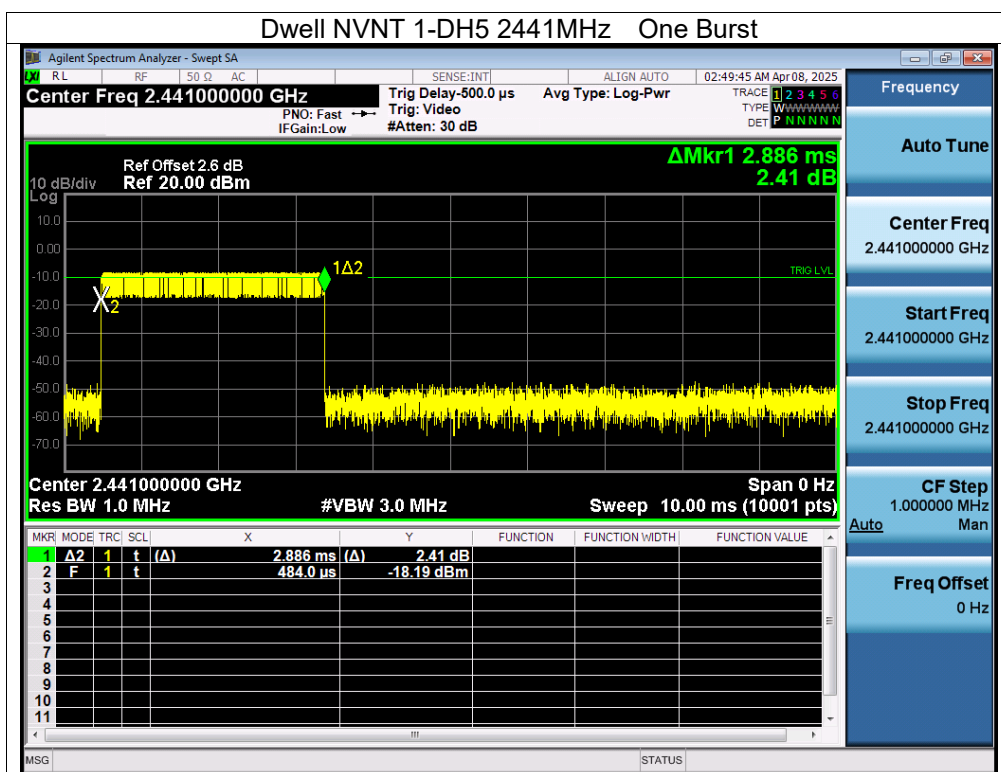 Dwell NVNT 1-DH5 2441MHz One Burst
Agilent Spectrum Analyzer - Swept SA
LXI RL RF 50 Ω AC SENSE:INT ALIGN AUTO 02:49:45 AM Apr 08, 2025
Center Freq 2.441000000 GHz Trig Delay-500.0 µs Avg Type: Log-Pwr TRACE 1 2 3 4 5 6
PNO: Fast Trig: Video TYPE WWWWWWW
IFGain:Low #Atten: 30 dB DET P N N N N N
ΔMkr1 2.886 ms
2.41 dB
Ref Offset 2.6 dB
10 dB/div Ref 20.00 dBm
Log
10.0
0.00
-10.0
-20.0
-30.0
-40.0
-50.0
-60.0
-70.0
1Δ2
TRIG LVL
2
Center 2.441000000 GHz Span 0 Hz
Res BW 1.0 MHz #VBW 3.0 MHz Sweep 10.00 ms (10001 pts)
MKR MODE TRC SCL X Y FUNCTION FUNCTION WIDTH FUNCTION VALUE
1 Δ2 1 t (Δ) 2.886 ms (Δ) 2.41 dB
2 F 1 t 484.0 µs -18.19 dBm
3
4
5
6
7
8
9
10
11
MSG STATUS
Frequency
Auto Tune
Center Freq
2.441000000 GHz
Start Freq
2.441000000 GHz
Stop Freq
2.441000000 GHz
CF Step
1.000000 MHz
Auto Man
Freq Offset
0 Hz